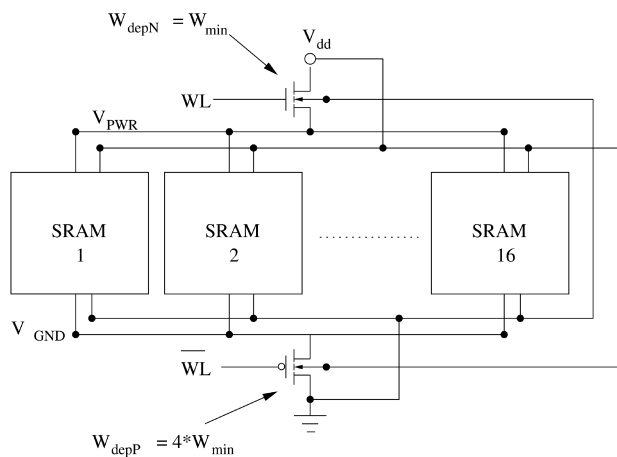 W_depN = W_min
V_dd
WL
V_PWR
SRAM
1
SRAM
2
SRAM
16
V_GND
WL
W_depP = 4*W_min